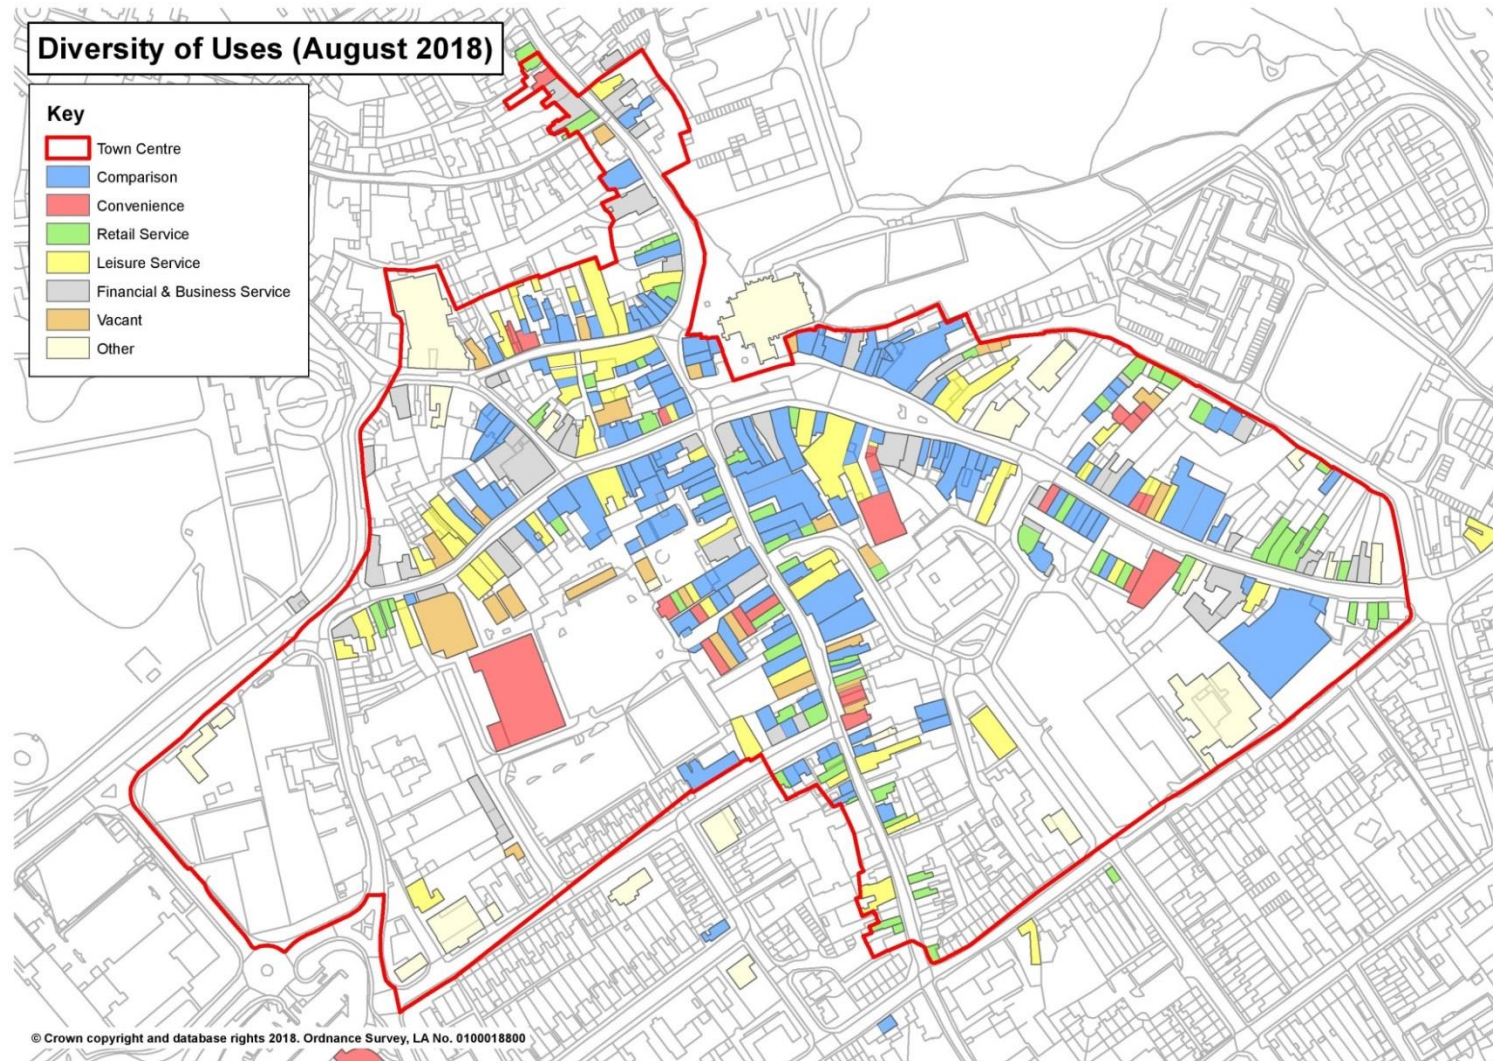 Diversity of Uses (August 2018)
Key
Town Centre
Comparison
Convenience
Retail Service
Leisure Service
Financial & Business Service
Vacant
Other
© Crown copyright and database rights 2018. Ordnance Survey, LA No. 0100018800